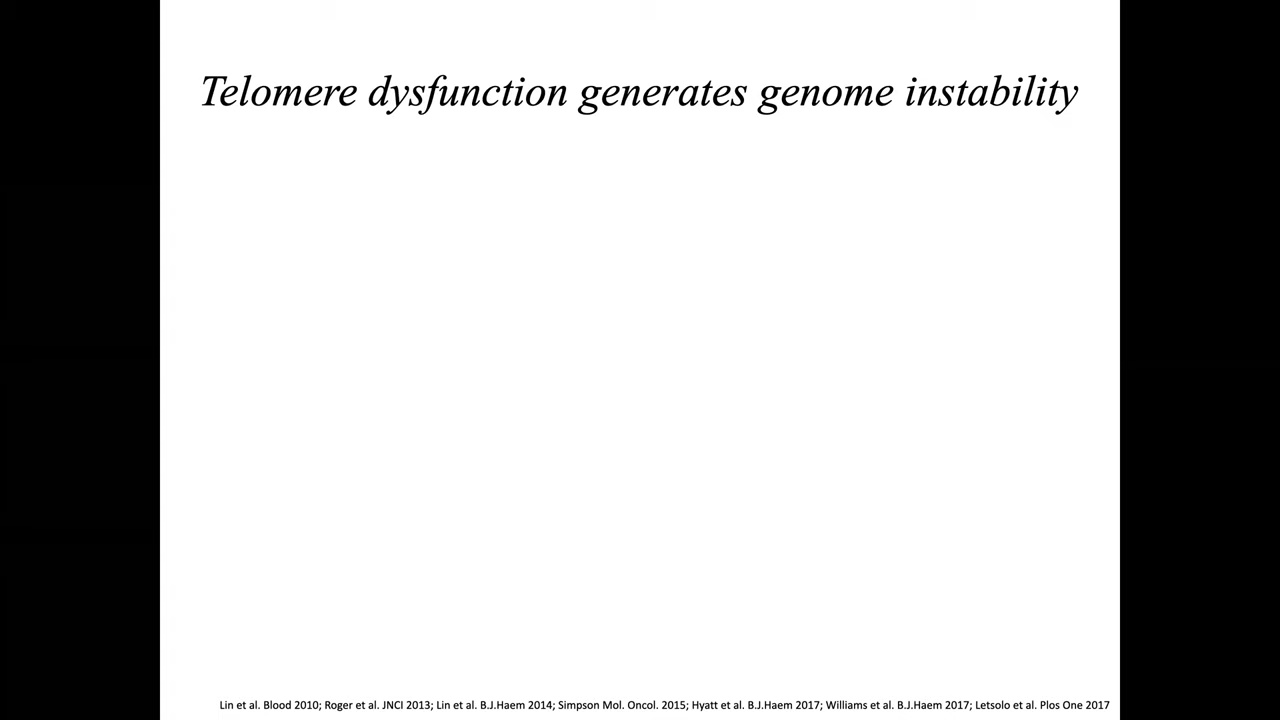 Telomere dysfunction generates genome instability
Lin et al. Blood 2010; Roger et al. JNCI 2013; Lin et al. B.J.Haem 2014; Simpson Mol. Oncol. 2015; Hyatt et al. B.J.Haem 2017; Williams et al. B.J.Haem 2017; Letsolo et al. Plos One 2017